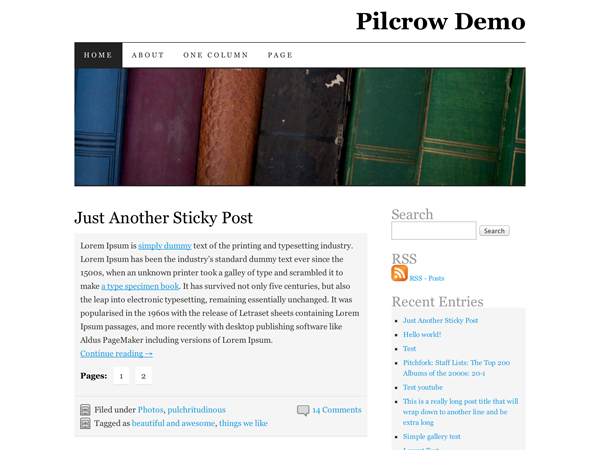 Pilcrow Demo
HOME ABOUT ONE COLUMN PAGE
Just Another Sticky Post
Lorem Ipsum is simply dummy text of the printing and typesetting industry.
Lorem Ipsum has been the industry's standard dummy text ever since the
1500s, when an unknown printer took a galley of type and scrambled it to
make a type specimen book. It has survived not only five centuries, but also
the leap into electronic typesetting, remaining essentially unchanged. It was
popularised in the 1960s with the release of Letraset sheets containing Lorem
Ipsum passages, and more recently with desktop publishing software like
Aldus PageMaker including versions of Lorem Ipsum.
Continue reading →
Pages: 1 2
Filed under Photos, pulchritudinous
14 Comments
Tagged as beautiful and awesome, things we like
Search
Search
RSS
RSS - Posts
Recent Entries
Just Another Sticky Post
Hello world!
Test
Pitchfork: Staff Lists: The Top 200
Albums of the 2000s: 20-1
Test youtube
This is a really long post title that will
wrap down to another line and be
extra long
Simple gallery test